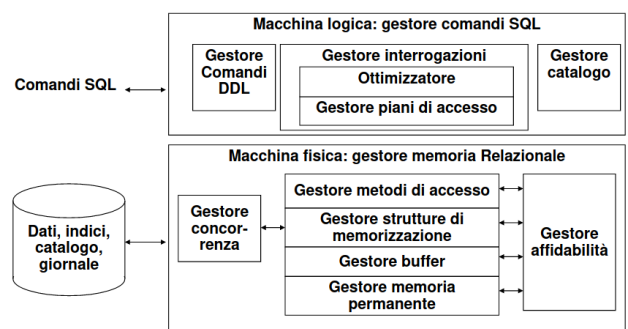 Macchina logica: gestore comandi SQL
Gestore
Comandi
DDL
Gestore interrogazioni
Ottimizzatore
Gestore piani di accesso
Gestore
catalogo
Comandi SQL
Macchina fisica: gestore memoria Relazionale
Dati, indici,
catalogo,
giornale
Gestore
concor-
renza
Gestore metodi di accesso
Gestore strutture di
memorizzazione
Gestore buffer
Gestore memoria
permanente
Gestore
affidabilità